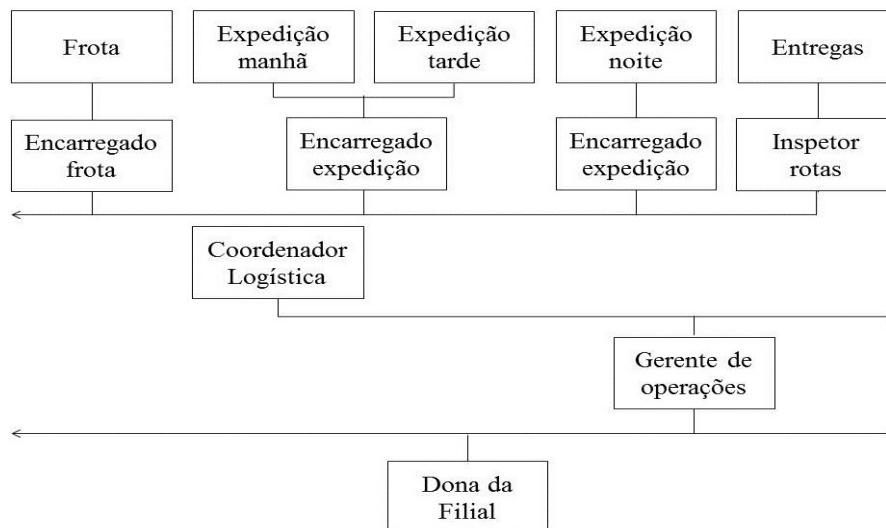 Frota
Expedição
manhã
Expedição
tarde
Expedição
noite
Entregas
Encarregado
frota
Encarregado
expedição
Encarregado
expedição
Inspetor
rotas
Coordenador
Logística
Gerente de
operações
Dona da
Filial